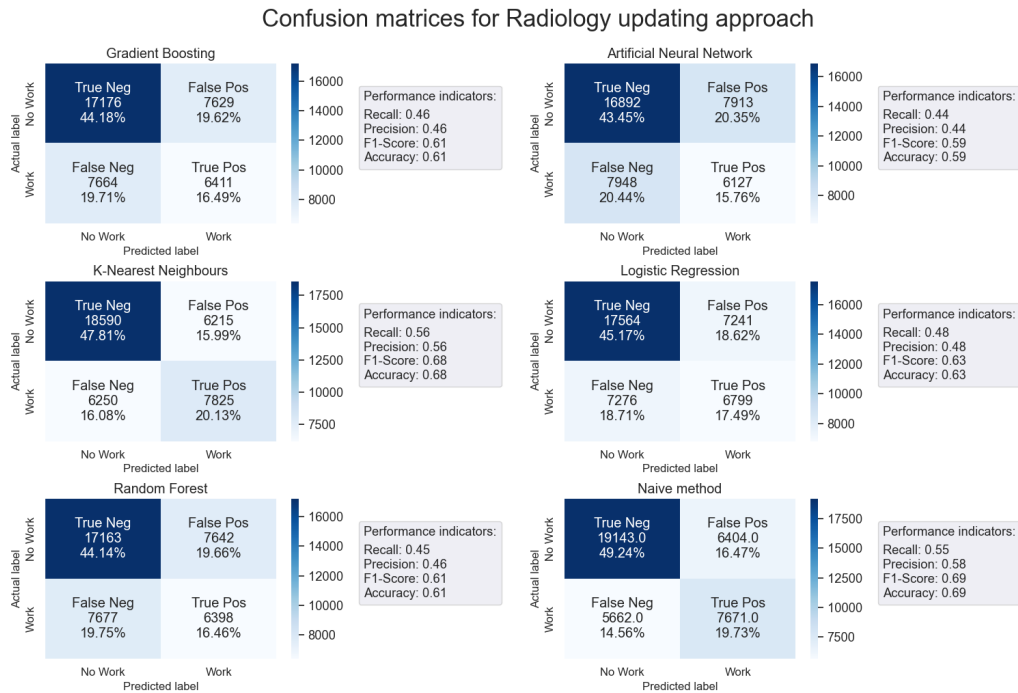 Confusion matrices for Radiology updating approach
Gradient Boosting
Actual label
No Work
Work
True Neg
17176
44.18%
False Pos
7629
19.62%
False Neg
7664
19.71%
True Pos
6411
16.49%
No Work
Work
Predicted label
16000
14000
12000
10000
8000
Performance indicators:
Recall: 0.46
Precision: 0.46
F1-Score: 0.61
Accuracy: 0.61
Artificial Neural Network
Actual label
No Work
Work
True Neg
16892
43.45%
False Pos
7913
20.35%
False Neg
7948
20.44%
True Pos
6127
15.76%
No Work
Work
Predicted label
16000
14000
12000
10000
8000
Performance indicators:
Recall: 0.44
Precision: 0.44
F1-Score: 0.59
Accuracy: 0.59
K-Nearest Neighbours
Actual label
No Work
Work
True Neg
18590
47.81%
False Pos
6215
15.99%
False Neg
6250
16.08%
True Pos
7825
20.13%
No Work
Work
Predicted label
17500
15000
12500
10000
7500
Performance indicators:
Recall: 0.56
Precision: 0.56
F1-Score: 0.68
Accuracy: 0.68
Logistic Regression
Actual label
No Work
Work
True Neg
17564
45.17%
False Pos
7241
18.62%
False Neg
7276
18.71%
True Pos
6799
17.49%
No Work
Work
Predicted label
16000
14000
12000
10000
8000
Performance indicators:
Recall: 0.48
Precision: 0.48
F1-Score: 0.63
Accuracy: 0.63
Random Forest
Actual label
No Work
Work
True Neg
17163
44.14%
False Pos
7642
19.66%
False Neg
7677
19.75%
True Pos
6398
16.46%
No Work
Work
Predicted label
16000
14000
12000
10000
8000
Performance indicators:
Recall: 0.45
Precision: 0.46
F1-Score: 0.61
Accuracy: 0.61
Naive method
Actual label
No Work
Work
True Neg
19143.0
49.24%
False Pos
6404.0
16.47%
False Neg
5662.0
14.56%
True Pos
7671.0
19.73%
No Work
Work
Predicted label
17500
15000
12500
10000
7500
Performance indicators:
Recall: 0.55
Precision: 0.58
F1-Score: 0.69
Accuracy: 0.69